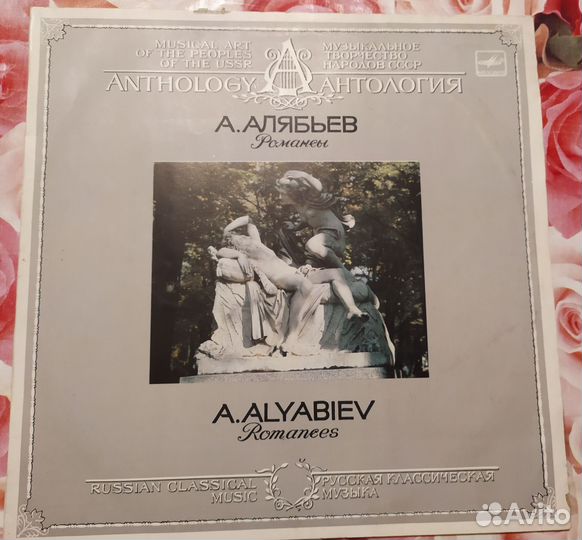 MUSICAL ART
OF THE PEOPLES
OF THE USSR
МУЗЫКАЛЬНОЕ
ТВОРЧЕСТВО
НАРОДОВ СССР
ANTHOLOGY
АНТОЛОГИЯ
А.АЛЯБЬЕВ
Романсы
A.ALYABIEV
Romances
RUSSIAN CLASSICAL
MUSIC
РУССКАЯ КЛАССИЧЕСКАЯ
МУЗЫКА
Avito